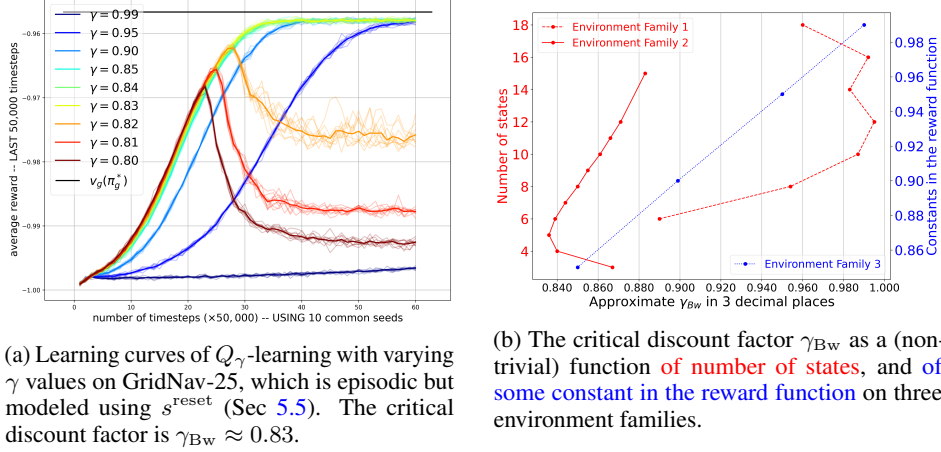 average reward -- LAST 50,000 timesteps
−0.96
−0.97
−0.98
−0.99
−1.00
γ = 0.99
γ = 0.95
γ = 0.90
γ = 0.85
γ = 0.84
γ = 0.83
γ = 0.82
γ = 0.81
γ = 0.80
v_g(π*_g)
0 10 20 30 40 50 60
number of timesteps (×50, 000) -- USING 10 common seeds
(a) Learning curves of Qγ-learning with varying
γ values on GridNav-25, which is episodic but
modeled using s^reset (Sec 5.5). The critical
discount factor is γBw ≈ 0.83.
Number of states
18
16
14
12
10
8
6
4
Environment Family 1
Environment Family 2
Environment Family 3
0.98
0.96
0.94
0.92
0.90
0.88
0.86
Constants in the reward function
0.840 0.860 0.880 0.900 0.920 0.940 0.960 0.980 1.000
Approximate γBw in 3 decimal places
(b) The critical discount factor γBw as a (non-
trivial) function of number of states, and of
some constant in the reward function on three
environment families.